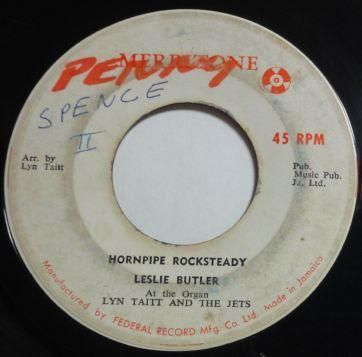 MERRITONE
PENNY
SPENCE
II
45 RPM
Arr. by
Lyn Taitt
Pub.
Music Pub.
Ja. Ltd.
HORNPIPE ROCKSTEADY
LESLIE BUTLER
At the Organ
LYN TAITT AND THE JETS
Manufactured by FEDERAL RECORD Mfg. Co. Ltd. Made in Jamaica